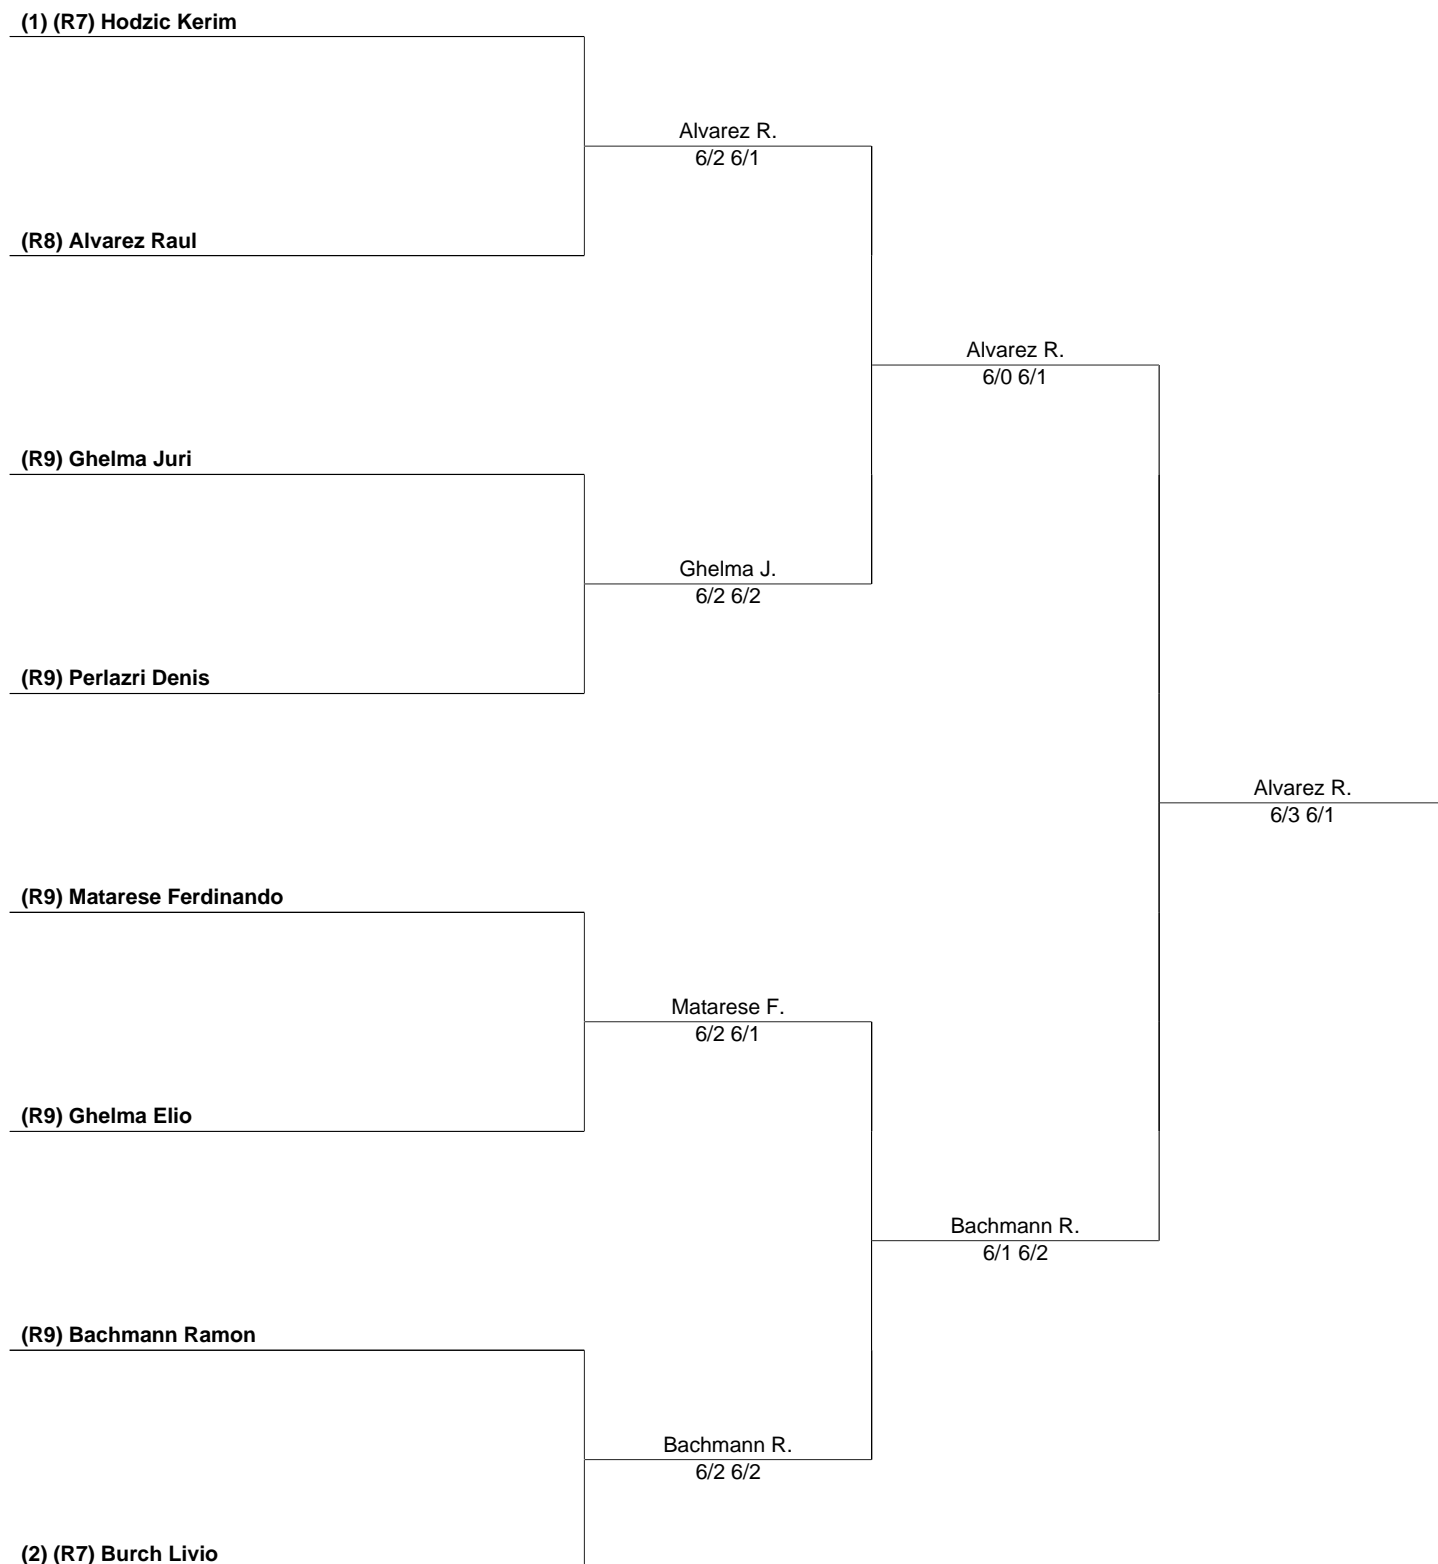 (1) (R7) Hodzic Kerim
Alvarez R.
6/2 6/1
(R8) Alvarez Raul
Alvarez R.
6/0 6/1
(R9) Ghelma Juri
Ghelma J.
6/2 6/2
(R9) Perlazri Denis
Alvarez R.
6/3 6/1
(R9) Matarese Ferdinando
Matarese F.
6/2 6/1
(R9) Ghelma Elio
Bachmann R.
6/1 6/2
(R9) Bachmann Ramon
Bachmann R.
6/2 6/2
(2) (R7) Burch Livio